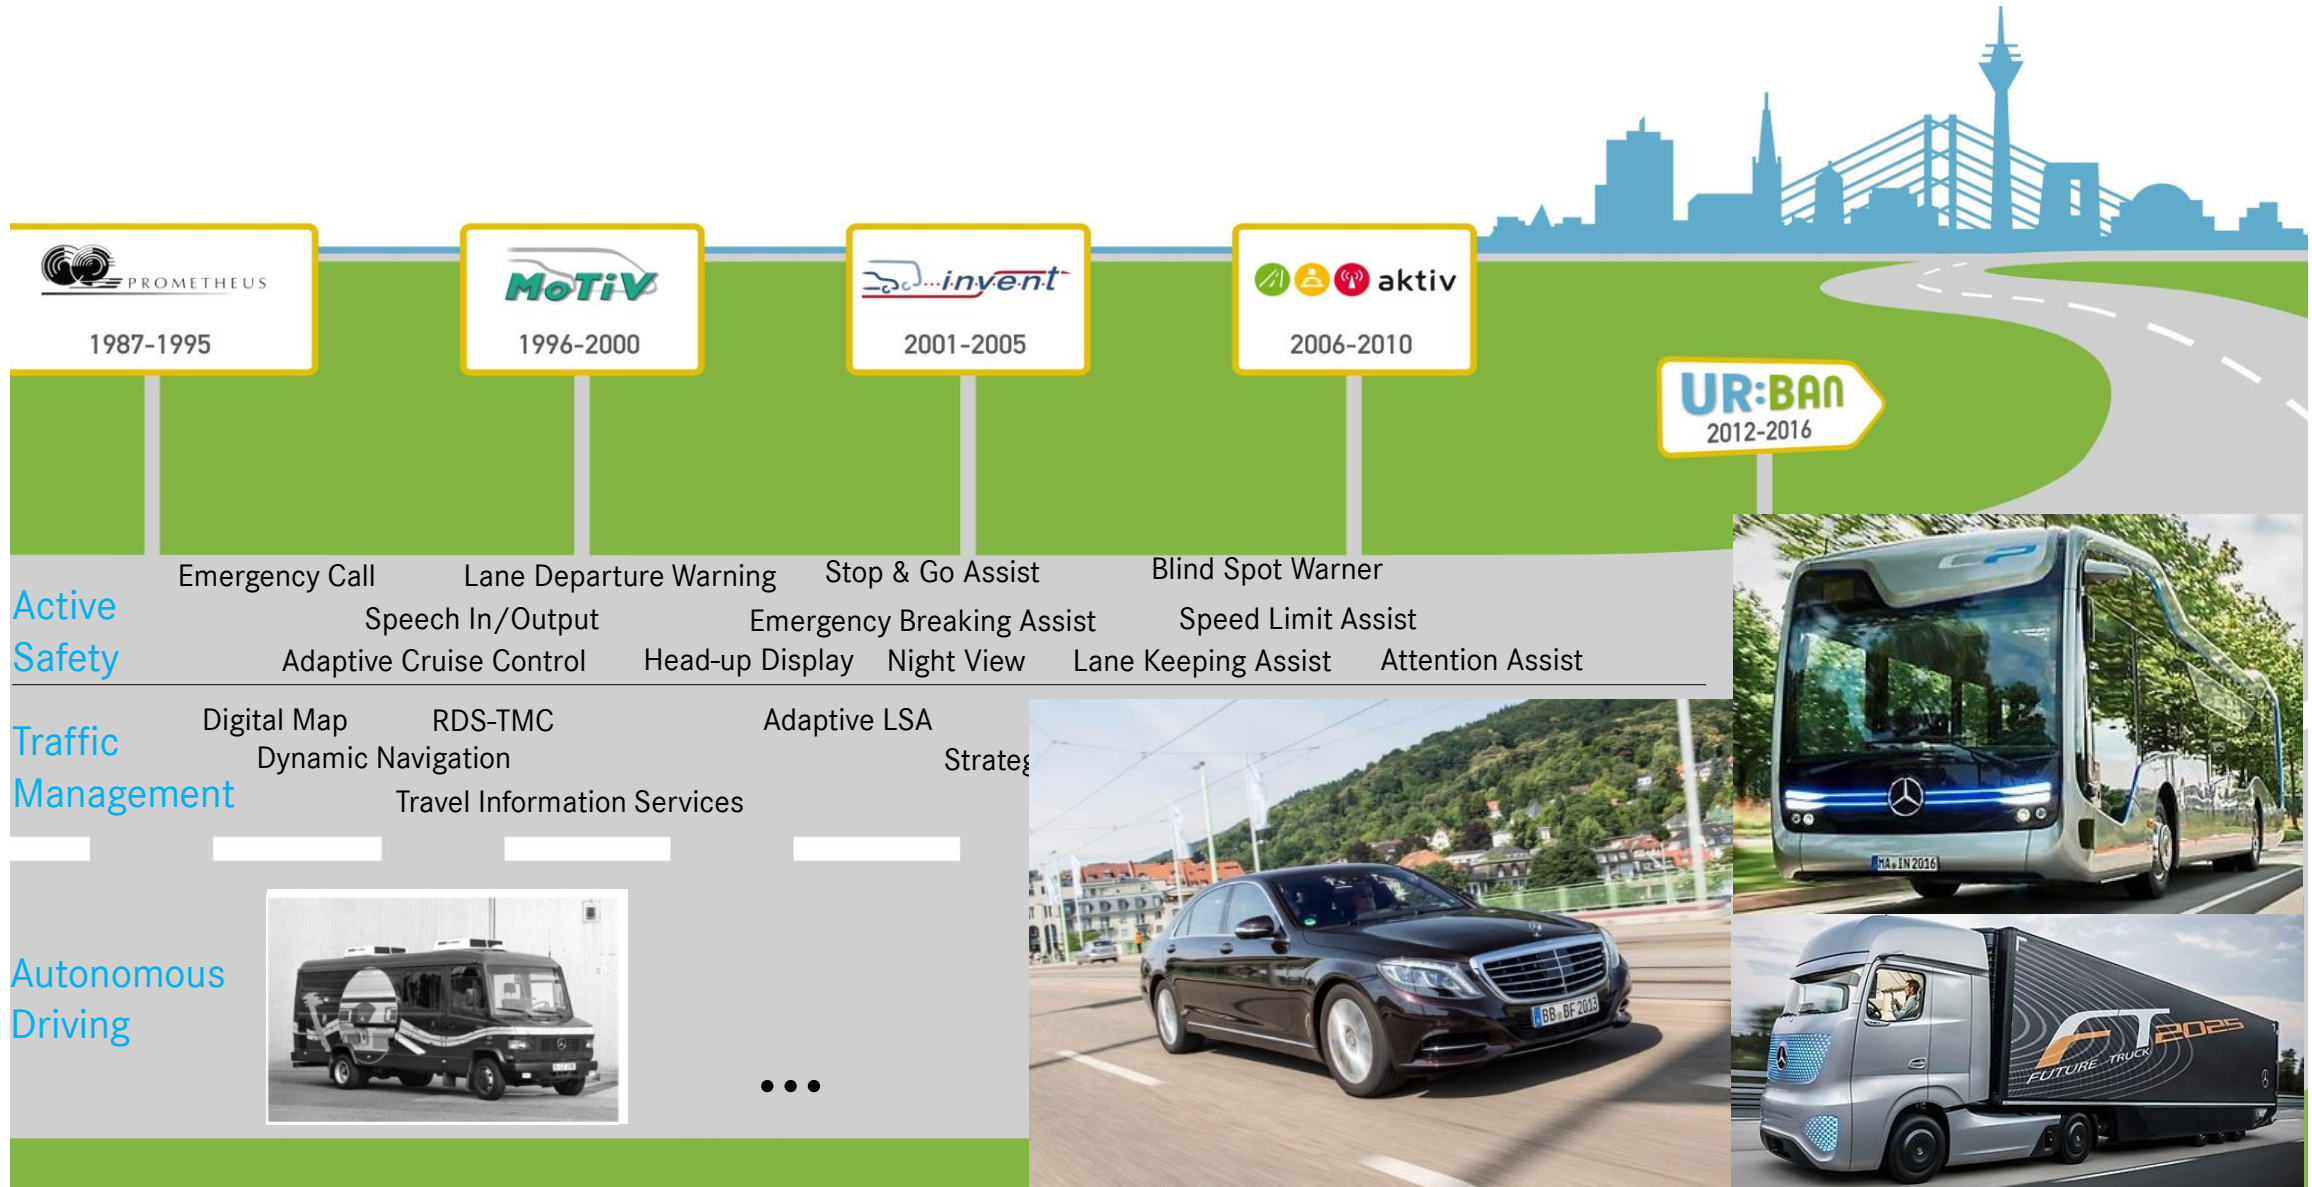 PROMETHEUS
1987-1995
MoTiV
1996-2000
invent
2001-2005
aktiv
2006-2010
UR:BAN
2012-2016
Active
Safety
Emergency Call
Lane Departure Warning
Stop & Go Assist
Blind Spot Warner
Speech In/Output
Emergency Breaking Assist
Speed Limit Assist
Adaptive Cruise Control
Head-up Display
Night View
Lane Keeping Assist
Attention Assist
Traffic
Management
Digital Map
RDS-TMC
Adaptive LSA
Dynamic Navigation
Strateg
Travel Information Services
Autonomous
Driving
...
BB BF 2013
MA IN 2016
FT 2025
FUTURE TRUCK